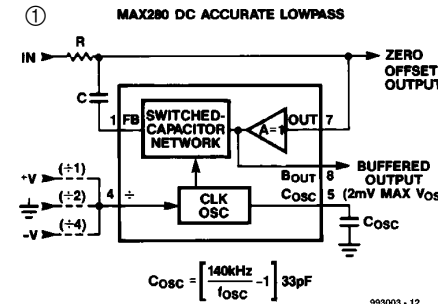 ① MAX280 DC ACCURATE LOWPASS
R
IN
ZERO
OFFSET
OUTPUT
C
1 FB
SWITCHED-
CAPACITOR
NETWORK
A=1
OUT 7
BUFFERED
OUTPUT
(2mV MAX VOS
BOUT 8
COSC 5
+V (÷1)
(÷2)
-V (÷4)
4 ÷
CLK
OSC
COSC
COSC = [140kHz / fOSC -1] 33pF
993003 - 12